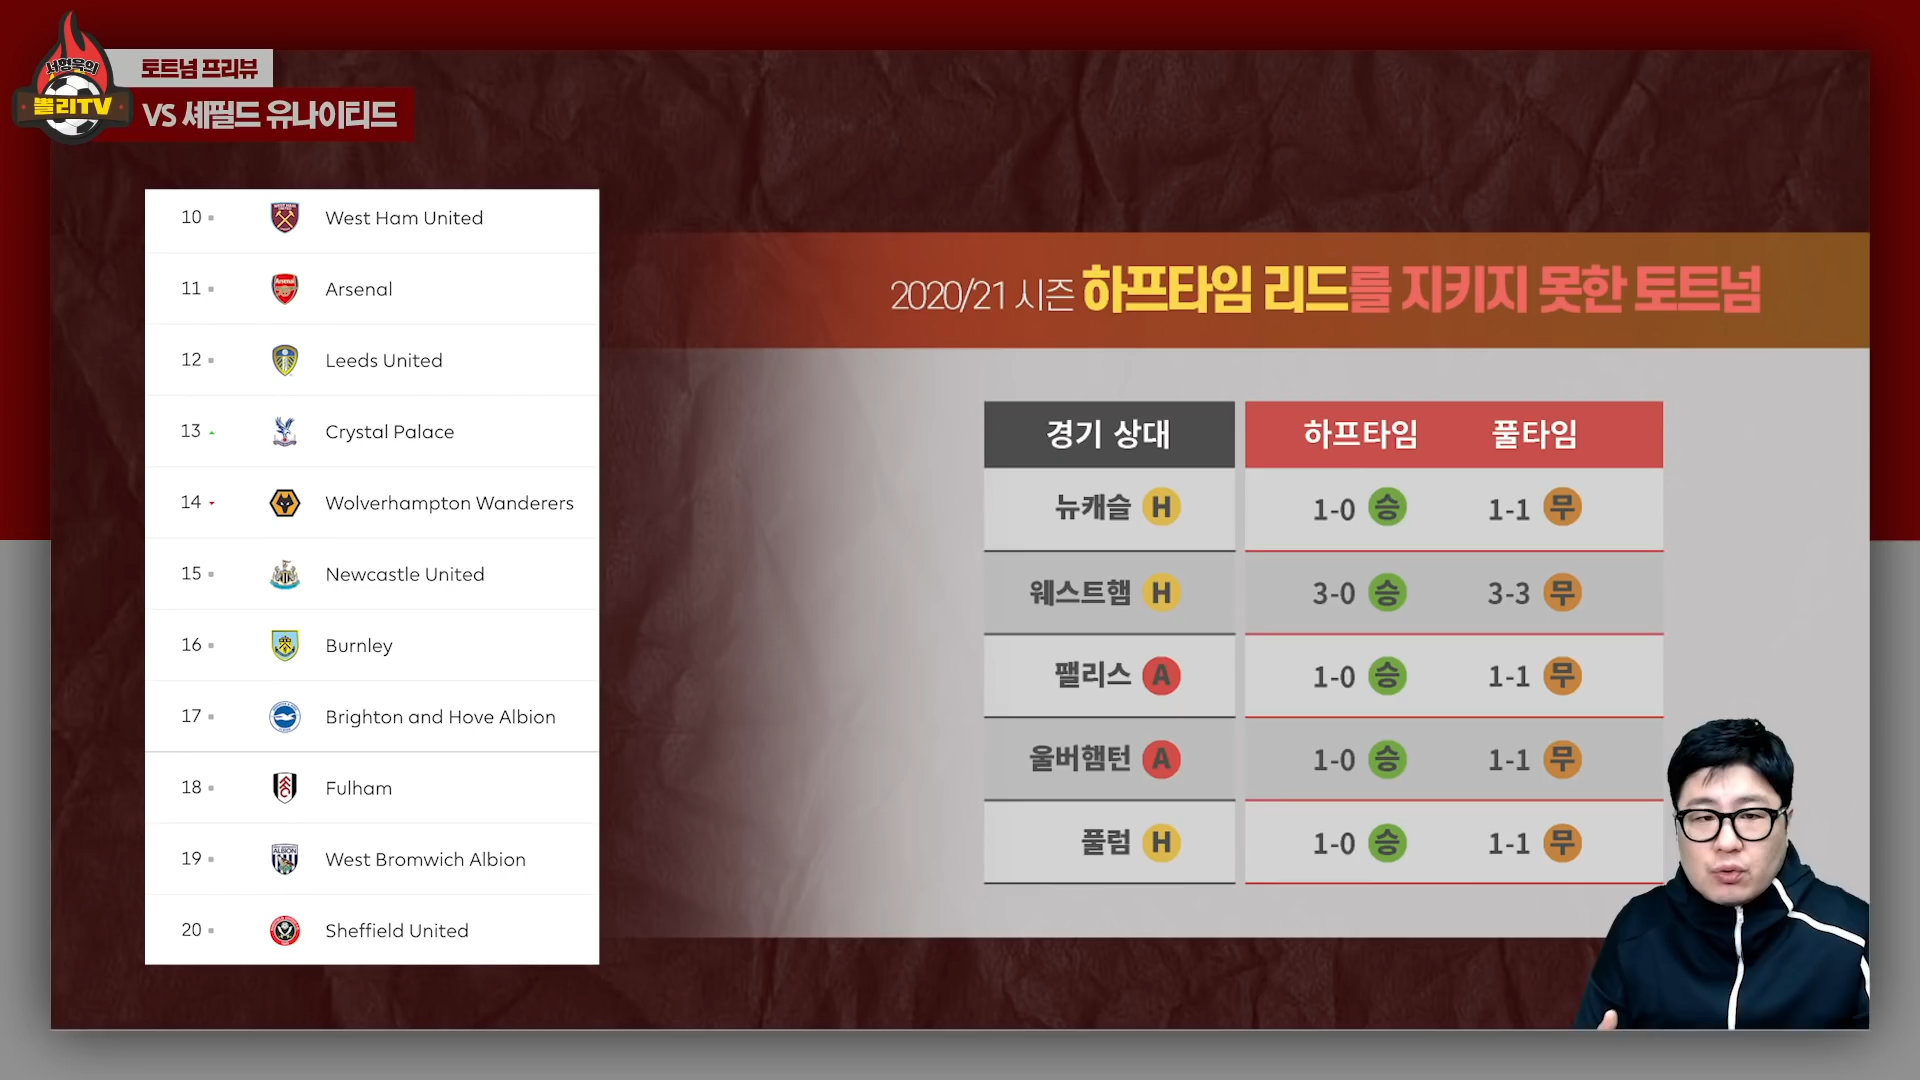 서형욱의
뽈리TV
토트넘 프리뷰
VS 셰필드 유나이티드
10 West Ham United
11 Arsenal
12 Leeds United
13 Crystal Palace
14 Wolverhampton Wanderers
15 Newcastle United
16 Burnley
17 Brighton and Hove Albion
18 Fulham
19 West Bromwich Albion
20 Sheffield United
2020/21 시즌 하프타임 리드를 지키지 못한 토트넘
경기 상대 하프타임 풀타임
뉴캐슬 H 1-0 승 1-1 무
웨스트햄 H 3-0 승 3-3 무
팰리스 A 1-0 승 1-1 무
울버햄턴 A 1-0 승 1-1 무
풀럼 H 1-0 승 1-1 무